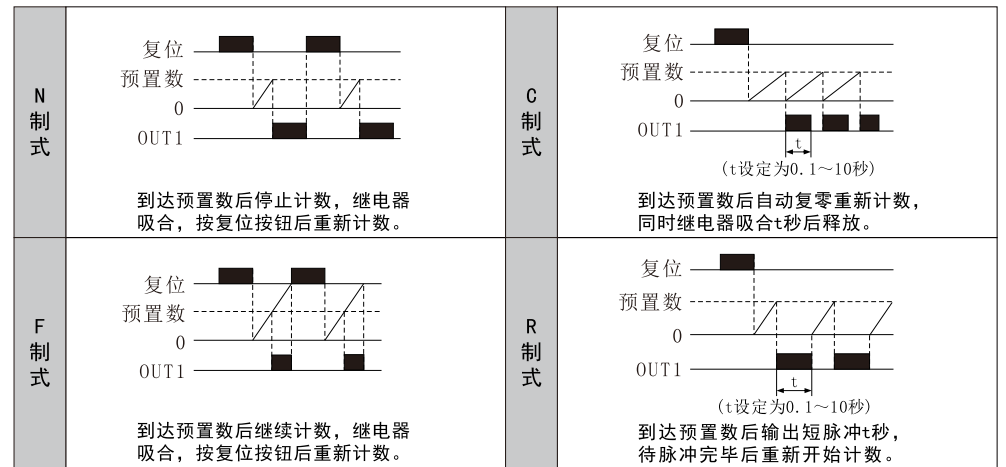 N
制
式
复位
预置数
0
OUT1
到达预置数后停止计数，继电器
吸合，按复位按钮后重新计数。
C
制
式
复位
预置数
0
OUT1
t
(t设定为0.1～10秒)
到达预置数后自动复零重新计数，
同时继电器吸合t秒后释放。
F
制
式
复位
预置数
0
OUT1
到达预置数后继续计数，继电器
吸合，按复位按钮后重新计数。
R
制
式
复位
预置数
0
OUT1
t
(t设定为0.1～10秒)
到达预置数后输出短脉冲t秒，
待脉冲完毕后重新开始计数。